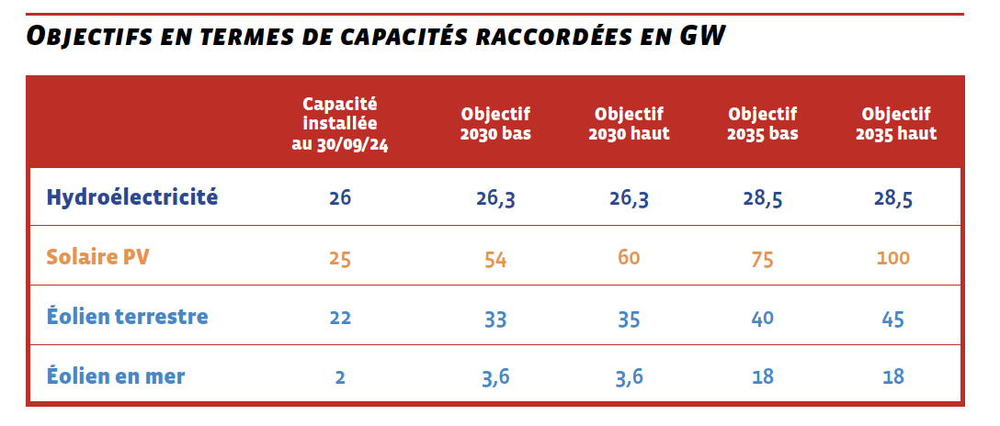 OBJECTIFS EN TERMES DE CAPACITÉS RACCORDÉES EN GW
Capacité installée au 30/09/24 Objectif 2030 bas Objectif 2030 haut Objectif 2035 bas Objectif 2035 haut
Hydroélectricité 26 26,3 26,3 28,5 28,5
Solaire PV 25 54 60 75 100
Éolien terrestre 22 33 35 40 45
Éolien en mer 2 3,6 3,6 18 18